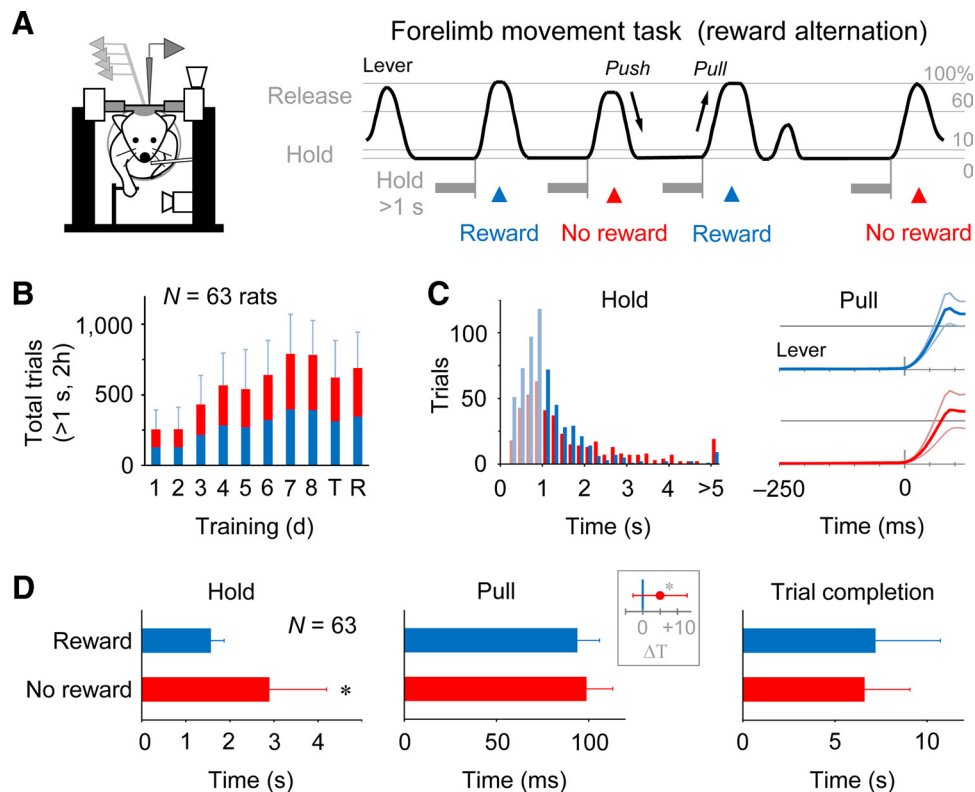 A
Forelimb movement task (reward alternation)
Lever
Push
Pull
100%
Release
60
10
Hold
0
Hold
>1 s
Reward
No reward
Reward
No reward
B
N = 63 rats
Total trials
(>1 s, 2h)
1,000
500
0
1 2 3 4 5 6 7 8 T R
Training (d)
C
Hold
Trials
100
50
0
0 1 2 3 4 >5
Time (s)
Pull
Lever
–250 0
Time (ms)
D
Hold
N = 63
Reward
No reward
*
0 1 2 3 4
Time (s)
Pull
0 50 100
Time (ms)
*
0 +10
ΔT
Trial completion
0 5 10
Time (s)